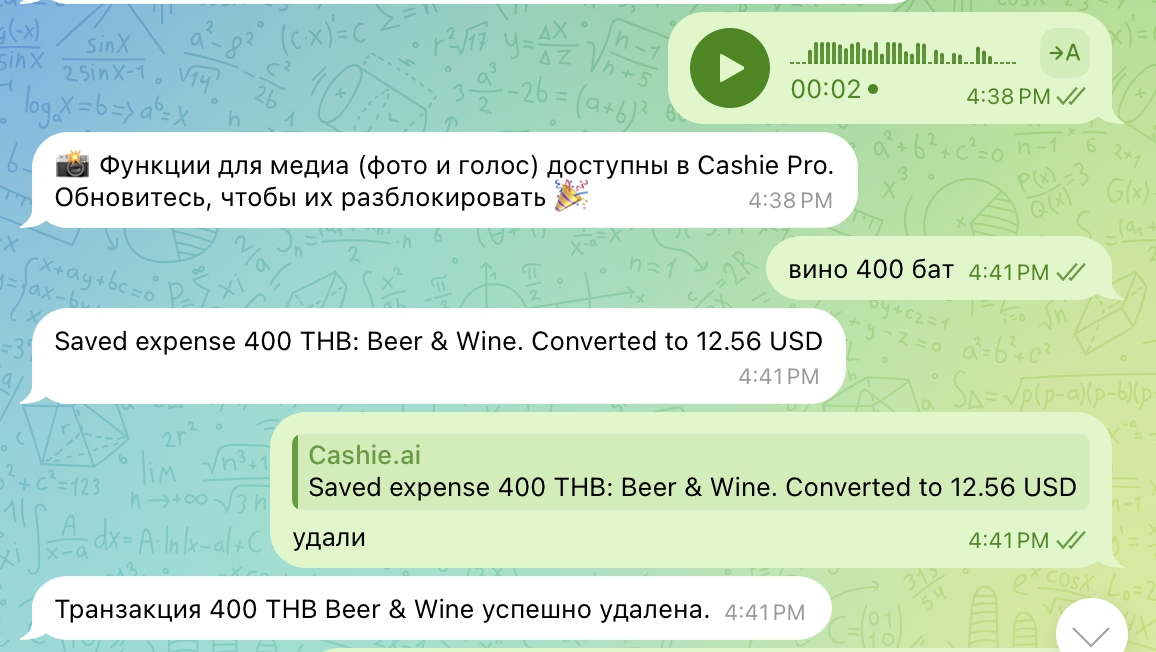 →A
00:02
4:38 PM
📸 Функции для медиа (фото и голос) доступны в Cashie Pro.
Обновитесь, чтобы их разблокировать 🎉
4:38 PM
вино 400 бат 4:41 PM
Saved expense 400 THB: Beer & Wine. Converted to 12.56 USD
4:41 PM
Cashie.ai
Saved expense 400 THB: Beer & Wine. Converted to 12.56 USD
удали 4:41 PM
Транзакция 400 THB Beer & Wine успешно удалена. 4:41 PM